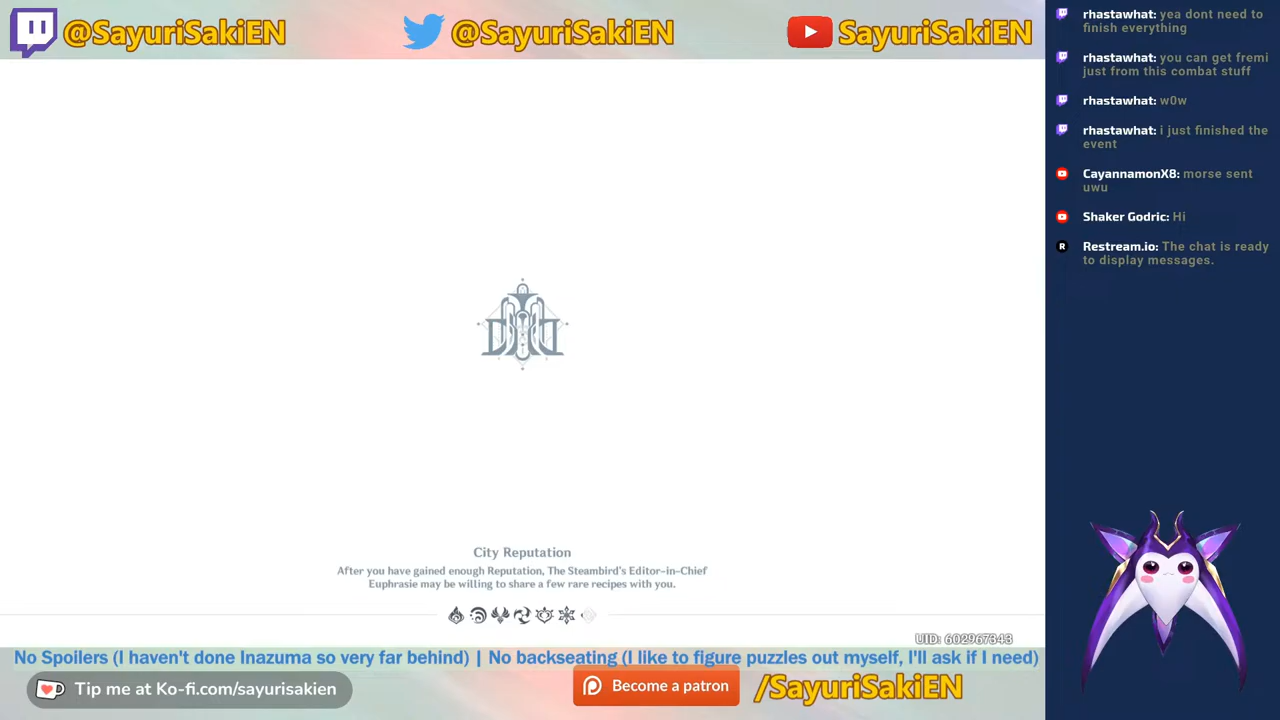 @SayuriSakiEN
@SayuriSakiEN
SayuriSakiEN
rhastawhat: yea dont need to
finish everything
rhastawhat: you can get fremi
just from this combat stuff
rhastawhat: w0w
rhastawhat: i just finished the
event
CayannamonX8: morse sent
uwu
Shaker Godric: Hi
R
Restream.io: The chat is ready
to display messages.
City Reputation
After you have gained enough Reputation, The Steambird's Editor-in-Chief
Euphrasie may be willing to share a few rare recipes with you.
UID: 602967343
No Spoilers (I haven't done Inazuma so very far behind) | No backseating (I like to figure puzzles out myself, I'll ask if I need)
Tip me at Ko-fi.com/sayurisakien
Become a patron
/SayuriSakiEN